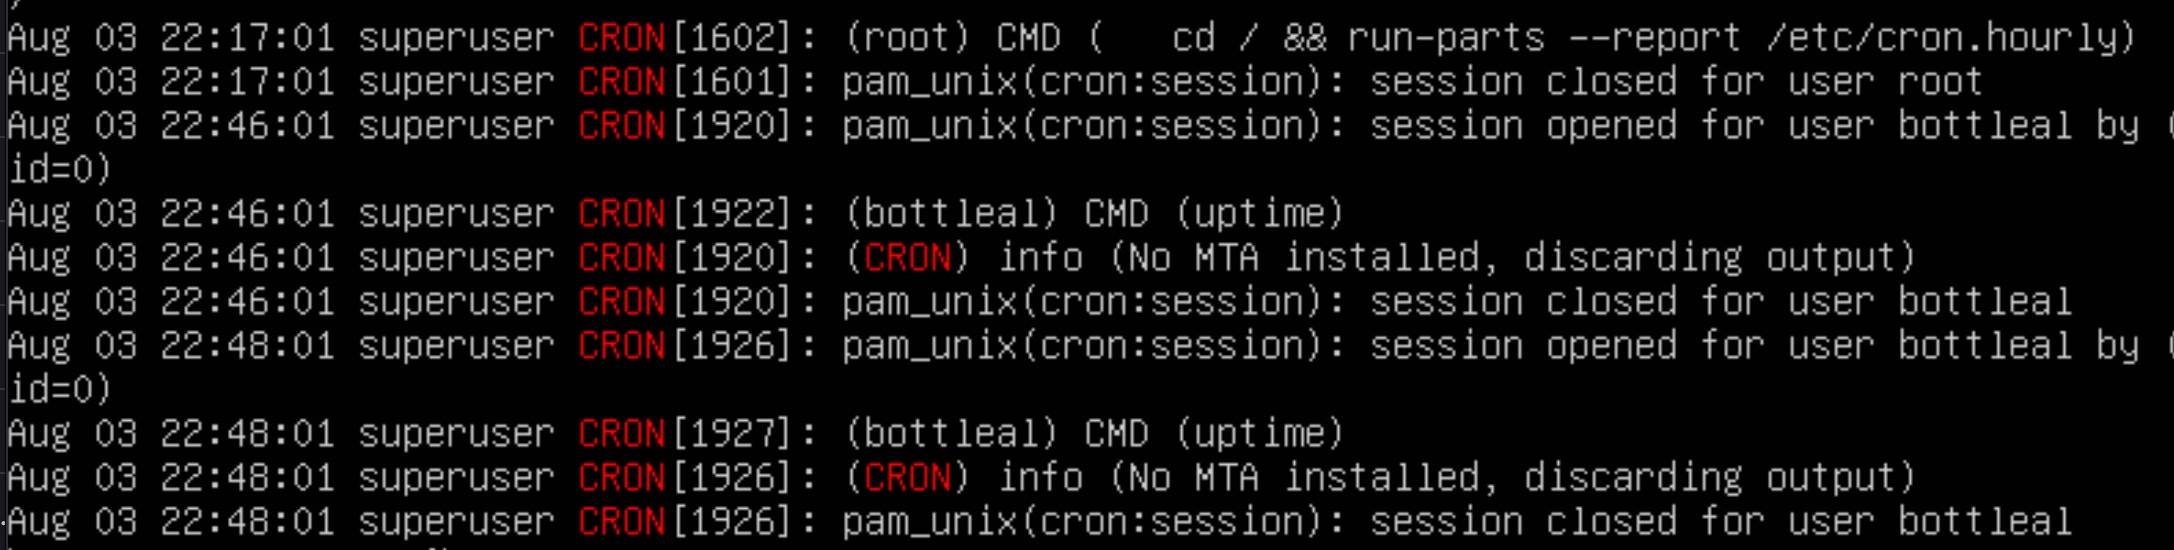 Aug 03 22:17:01 superuser CRON[1602]: (root) CMD (   cd / && run-parts --report /etc/cron.hourly)
Aug 03 22:17:01 superuser CRON[1601]: pam_unix(cron:session): session closed for user root
Aug 03 22:46:01 superuser CRON[1920]: pam_unix(cron:session): session opened for user bottleal by (
id=0)
Aug 03 22:46:01 superuser CRON[1922]: (bottleal) CMD (uptime)
Aug 03 22:46:01 superuser CRON[1920]: (CRON) info (No MTA installed, discarding output)
Aug 03 22:46:01 superuser CRON[1920]: pam_unix(cron:session): session closed for user bottleal
Aug 03 22:48:01 superuser CRON[1926]: pam_unix(cron:session): session opened for user bottleal by (
id=0)
Aug 03 22:48:01 superuser CRON[1927]: (bottleal) CMD (uptime)
Aug 03 22:48:01 superuser CRON[1926]: (CRON) info (No MTA installed, discarding output)
Aug 03 22:48:01 superuser CRON[1926]: pam_unix(cron:session): session closed for user bottleal